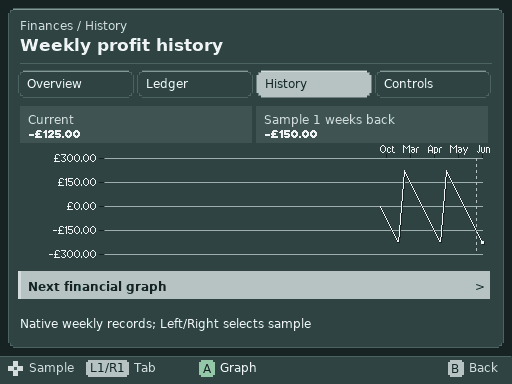 Finances / History
Weekly profit history
Overview
Ledger
History
Controls
Current
-£125.00
Sample 1 weeks back
-£150.00
Oct Mar Apr May Jun
£300.00
£150.00
£0.00
-£150.00
-£300.00
Next financial graph >
Native weekly records; Left/Right selects sample
Sample L1/R1 Tab A Graph B Back